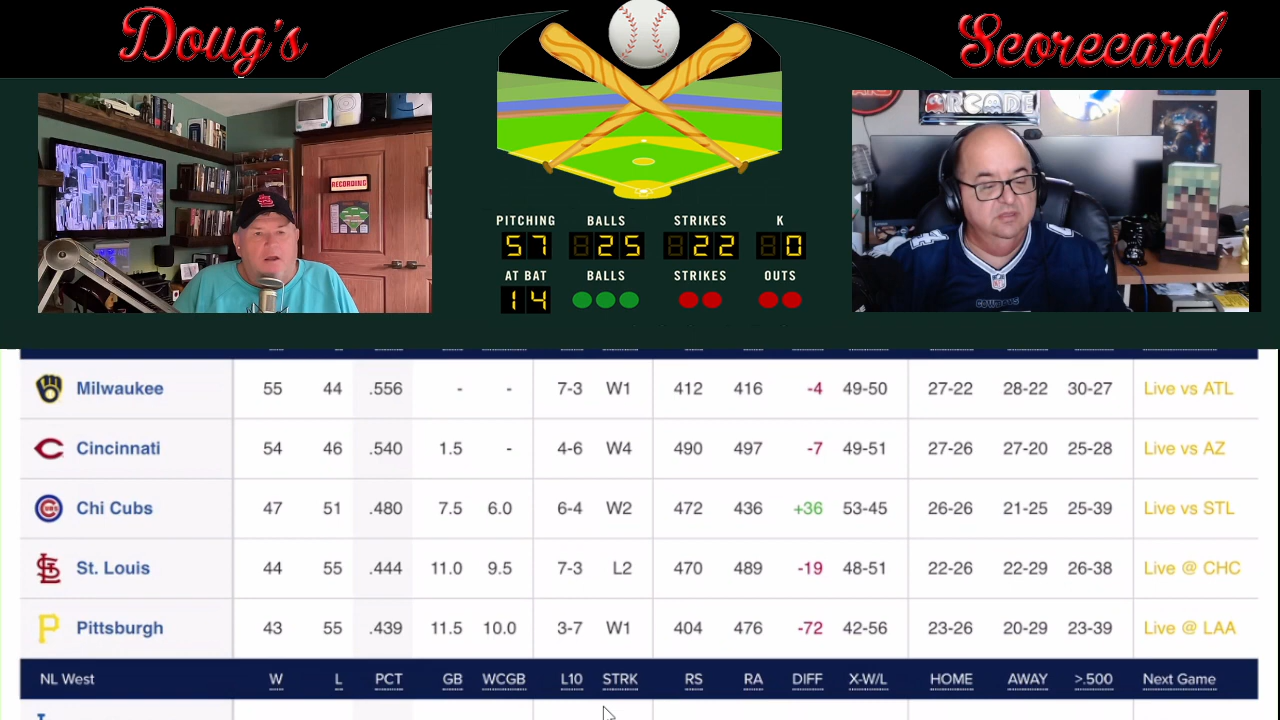 Doug's
Scorecard
RECORDING
ARCADE
COWBOYS
PITCHING BALLS STRIKES K
57 25 22 0
AT BAT BALLS STRIKES OUTS
14
Milwaukee 55 44 .556 - - 7-3 W1 412 416 -4 49-50 27-22 28-22 30-27 Live vs ATL
Cincinnati 54 46 .540 1.5 - 4-6 W4 490 497 -7 49-51 27-26 27-20 25-28 Live vs AZ
Chi Cubs 47 51 .480 7.5 6.0 6-4 W2 472 436 +36 53-45 26-26 21-25 25-39 Live vs STL
St. Louis 44 55 .444 11.0 9.5 7-3 L2 470 489 -19 48-51 22-26 22-29 26-38 Live @ CHC
Pittsburgh 43 55 .439 11.5 10.0 3-7 W1 404 476 -72 42-56 23-26 20-29 23-39 Live @ LAA
NL West W L PCT GB WCGB L10 STRK RS RA DIFF X-W/L HOME AWAY >.500 Next Game